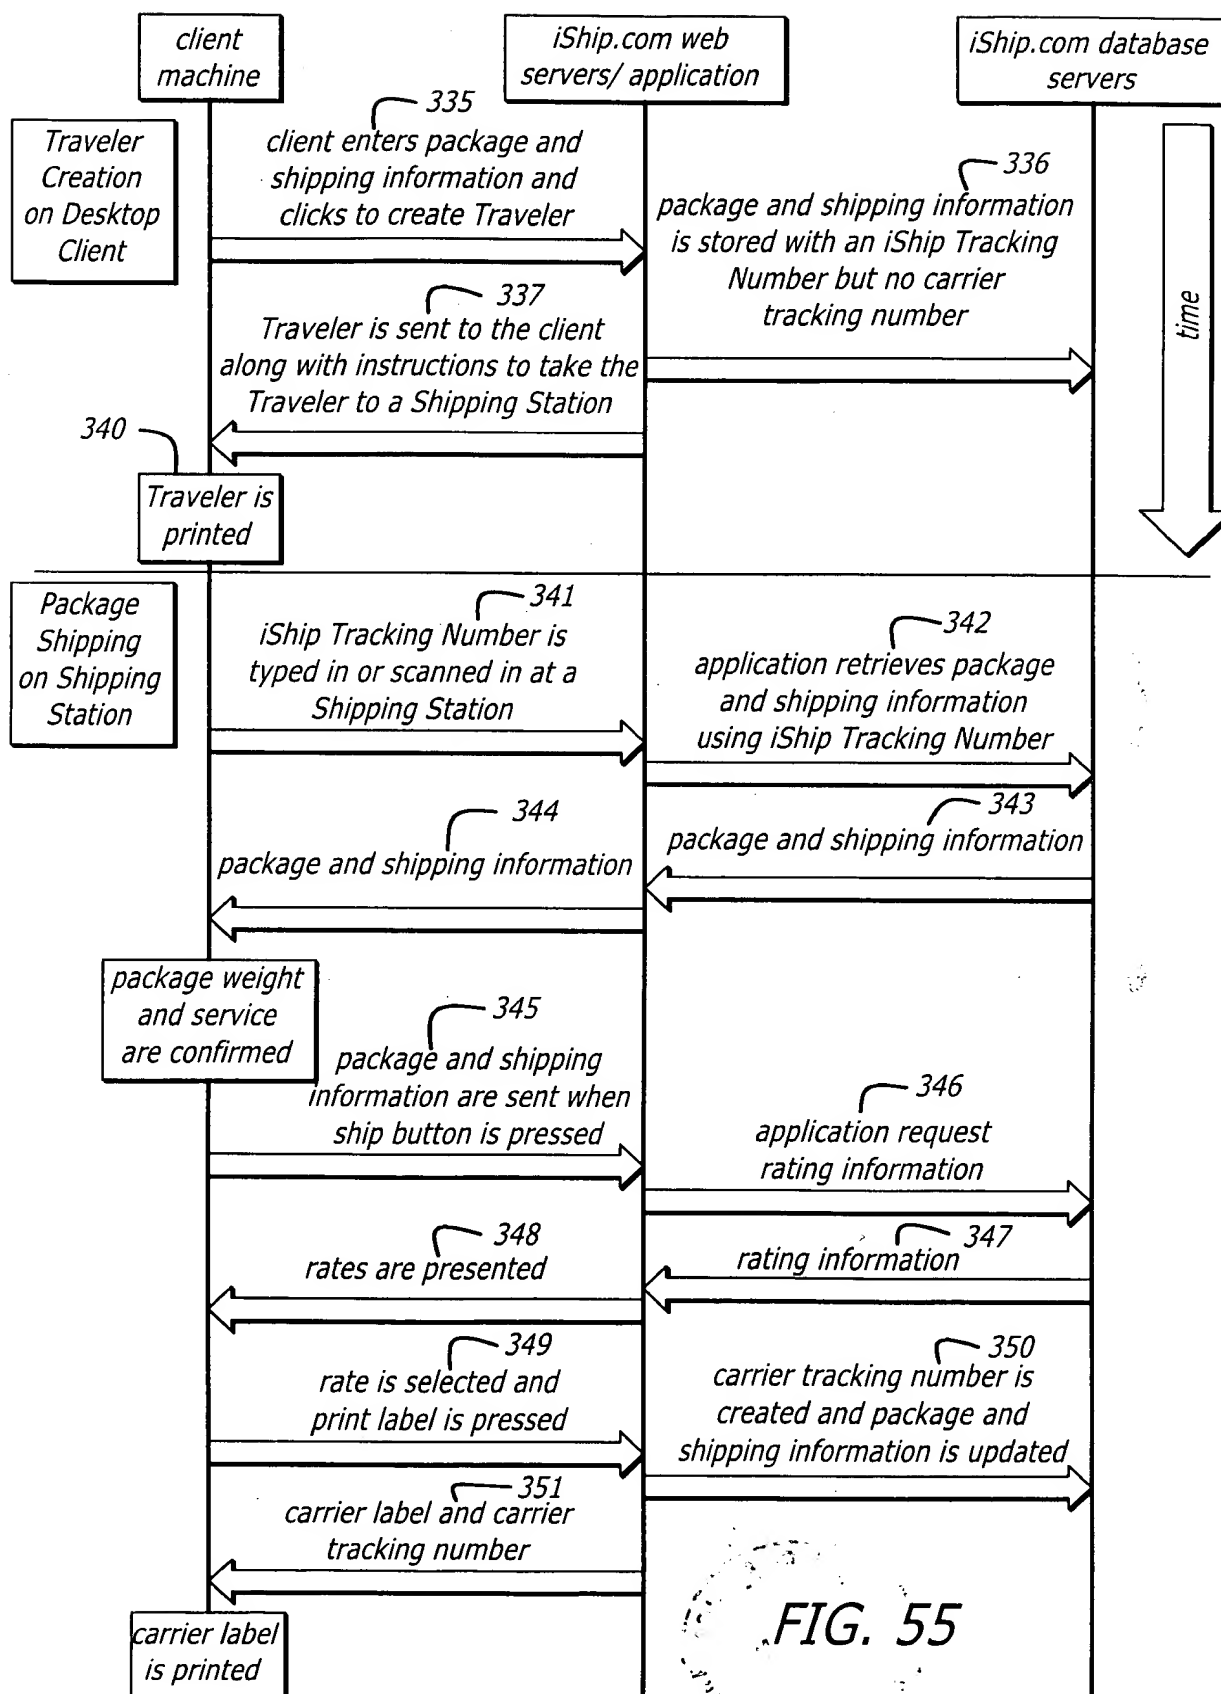 client
machine
iShip.com web
servers/ application
iShip.com database
servers
Traveler
Creation
on Desktop
Client
335
client enters package and
shipping information and
clicks to create Traveler
336
package and shipping information
is stored with an iShip Tracking
Number but no carrier
tracking number
time
337
Traveler is sent to the client
along with instructions to take the
Traveler to a Shipping Station
340
Traveler is
printed
Package
Shipping
on Shipping
Station
341
iShip Tracking Number is
typed in or scanned in at a
Shipping Station
342
application retrieves package
and shipping information
using iShip Tracking Number
343
package and shipping information
344
package and shipping information
package weight
and service
are confirmed
345
package and shipping
information are sent when
ship button is pressed
346
application request
rating information
347
rating information
348
rates are presented
349
rate is selected and
print label is pressed
350
carrier tracking number is
created and package and
shipping information is updated
351
carrier label and carrier
tracking number
carrier label
is printed
FIG. 55